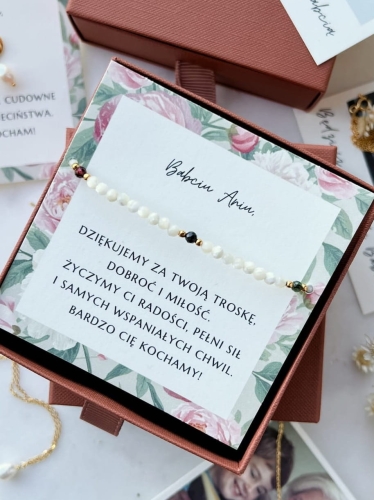 CUDOWNE
ECIŃSTWA.
OCHAM!
Babciu Aniu,
DZIĘKUJEMY ZA TWOJĄ TROSKĘ,
DOBROĆ I MIŁOŚĆ.
ŻYCZYMY CI RADOŚCI, PEŁNI SIŁ
I SAMYCH WSPANIAŁYCH CHWIL.
BARDZO CIĘ KOCHAMY!